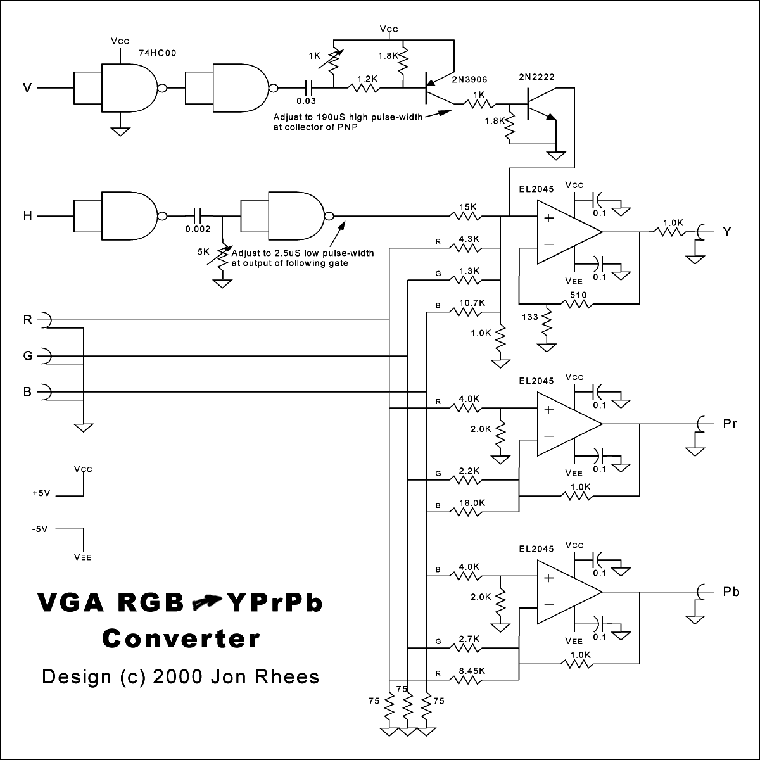 Vcc
Vcc
74HC00
1K
1.8K
2N3906
2N2222
V
1.2K
1K
0.03
1.8K
Adjust to 190uS high pulse-width
at collector of PNP
EL2045
Vcc
0.1
H
15K
1.0K
Y
0.002
R
4.3K
5K
Adjust to 2.5uS low pulse-width
at output of following gate
0.1
G
1.3K
VEE
510
B
10.7K
133
R
1.0K
G
EL2045
Vcc
B
0.1
R
4.0K
2.0K
Pr
G
2.2K
VEE
0.1
1.0K
B
18.0K
Vcc
+5V
-5V
VEE
EL2045
Vcc
0.1
B
4.0K
2.0K
Pb
VEE
0.1
G
2.7K
1.0K
R
8.45K
VGA RGB YPrPb
Converter
Design (c) 2000 Jon Rhees
75
75
75